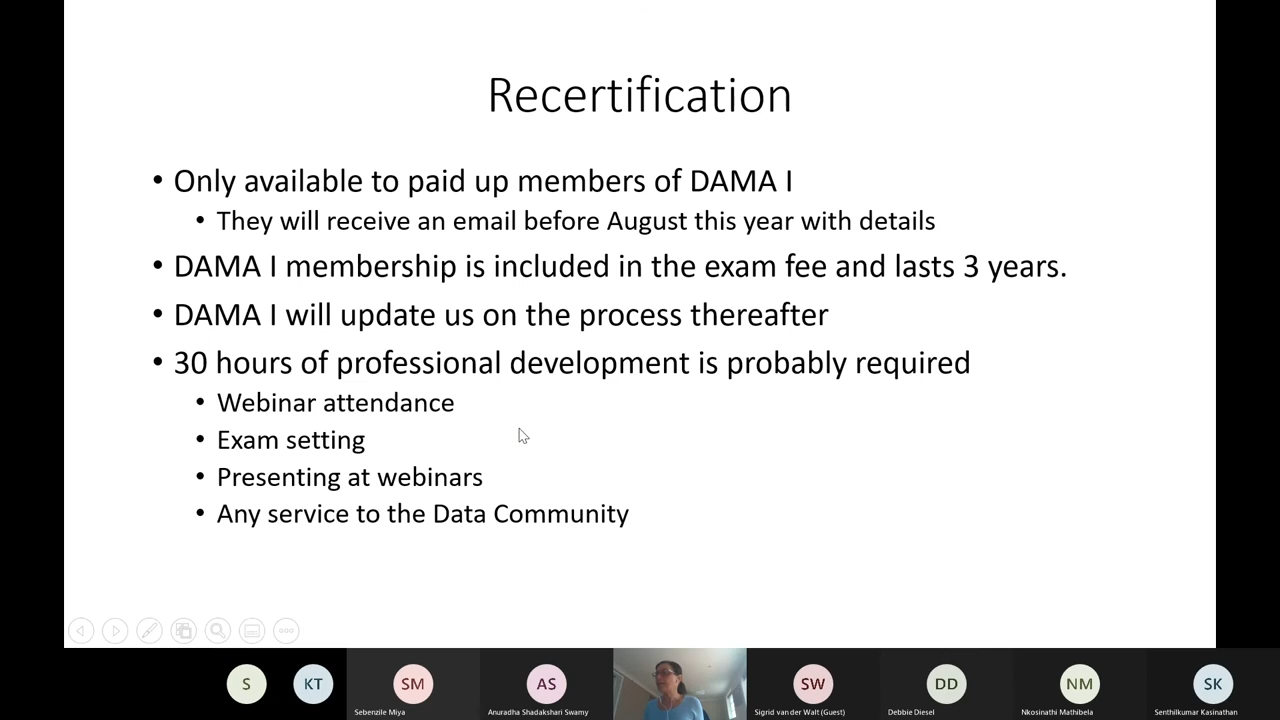 Recertification
• Only available to paid up members of DAMA I
• They will receive an email before August this year with details
• DAMA I membership is included in the exam fee and lasts 3 years.
• DAMA I will update us on the process thereafter
• 30 hours of professional development is probably required
• Webinar attendance
• Exam setting
• Presenting at webinars
• Any service to the Data Community
S KT SM AS SW DD NM SK
Sebenzile Miya Anuradha Shadakshari Swamy Sigrid van der Walt (Guest) Debbie Diesel Nkosinathi Mathibela Senthilkumar Kasinathan